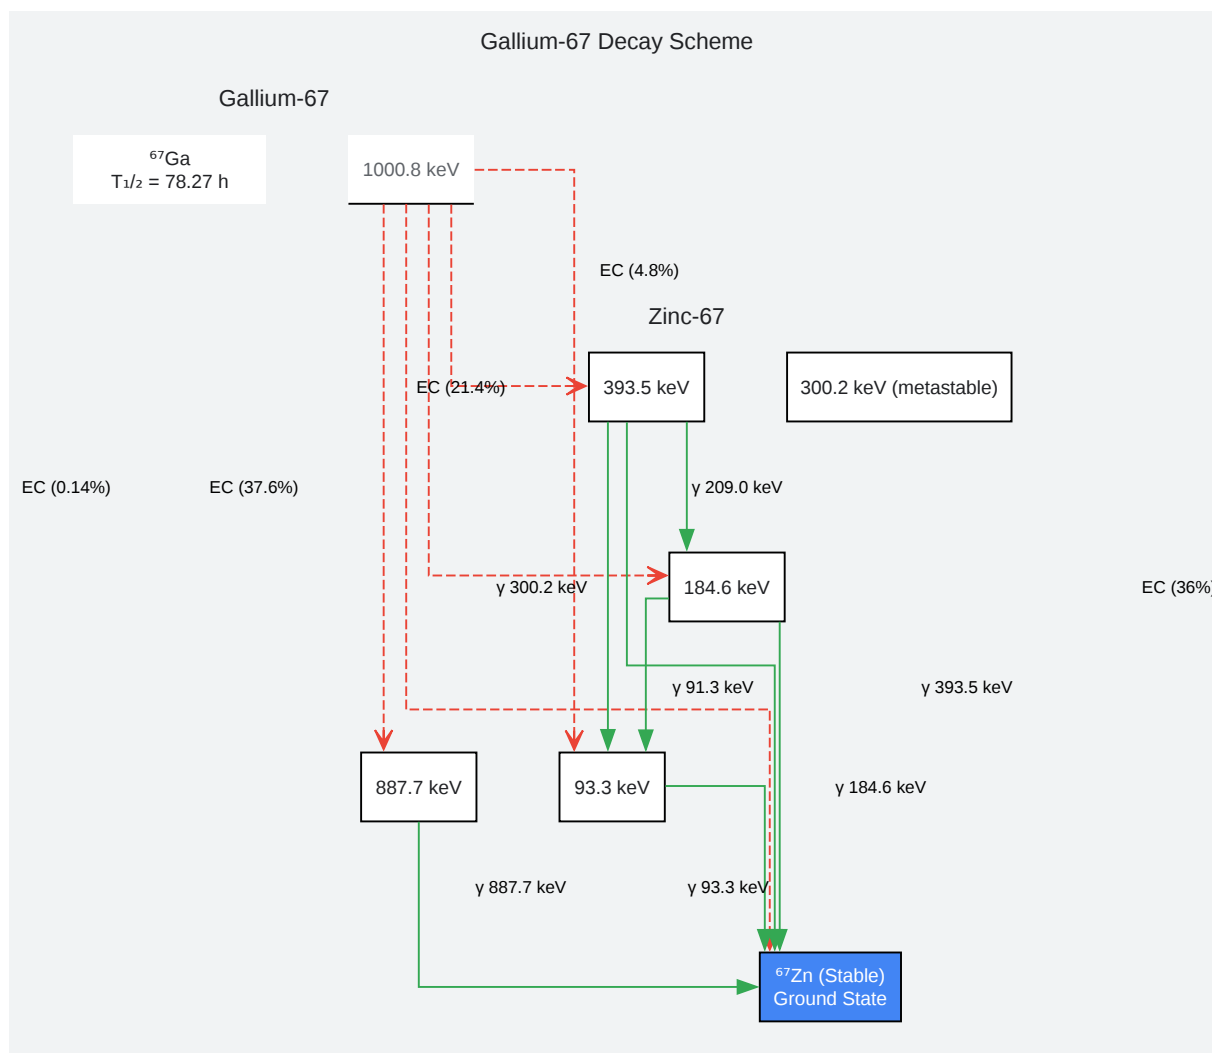 Gallium-67 Decay Scheme
Gallium-67
⁶⁷Ga
T₁/₂ = 78.27 h
1000.8 keV
EC (4.8%)
Zinc-67
EC (21.4%)
393.5 keV
300.2 keV (metastable)
EC (0.14%)
EC (37.6%)
γ 209.0 keV
γ 300.2 keV
184.6 keV
EC (36%)
γ 91.3 keV
γ 393.5 keV
887.7 keV
93.3 keV
γ 184.6 keV
γ 887.7 keV
γ 93.3 keV
⁶⁷Zn (Stable)
Ground State